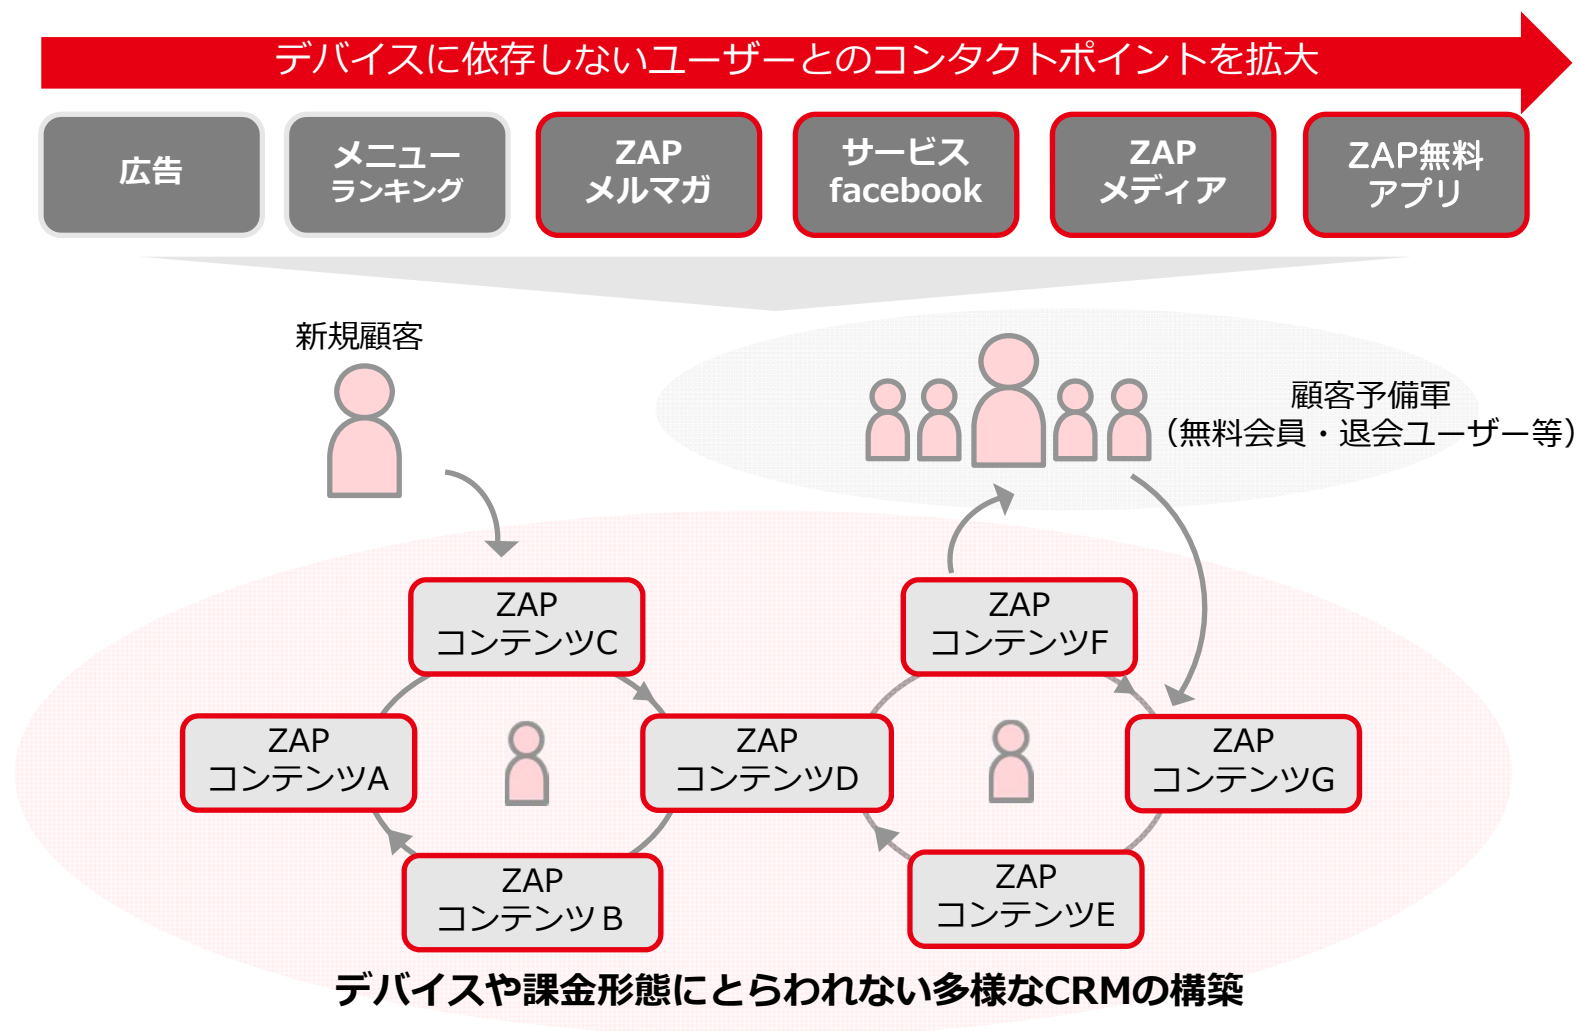 デバイスに依存しないユーザーとのコンタクトポイントを拡大
広告
メニュー
ランキング
ZAP
メルマガ
サービス
facebook
ZAP
メディア
ZAP無料
アプリ
新規顧客
顧客予備軍
（無料会員・退会ユーザー等）
ZAP
コンテンツC
ZAP
コンテンツF
ZAP
コンテンツA
ZAP
コンテンツD
ZAP
コンテンツG
ZAP
コンテンツB
ZAP
コンテンツE
デバイスや課金形態にとらわれない多様なCRMの構築